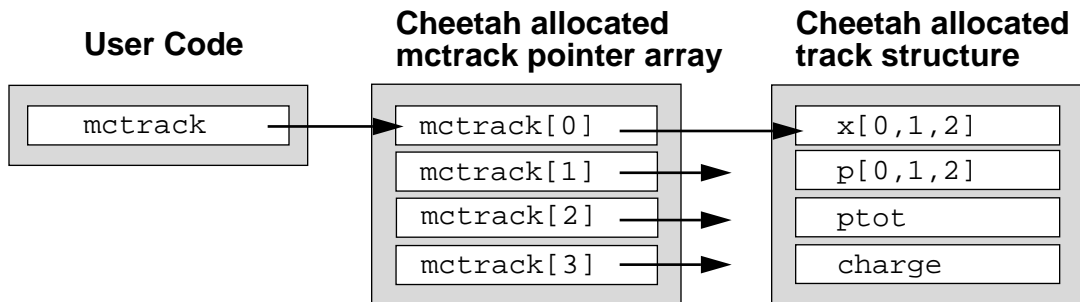 User Code
Cheetah allocated
mctrack pointer array
Cheetah allocated
track structure
mctrack
mctrack[0]
mctrack[1]
mctrack[2]
mctrack[3]
x[0,1,2]
p[0,1,2]
ptot
charge